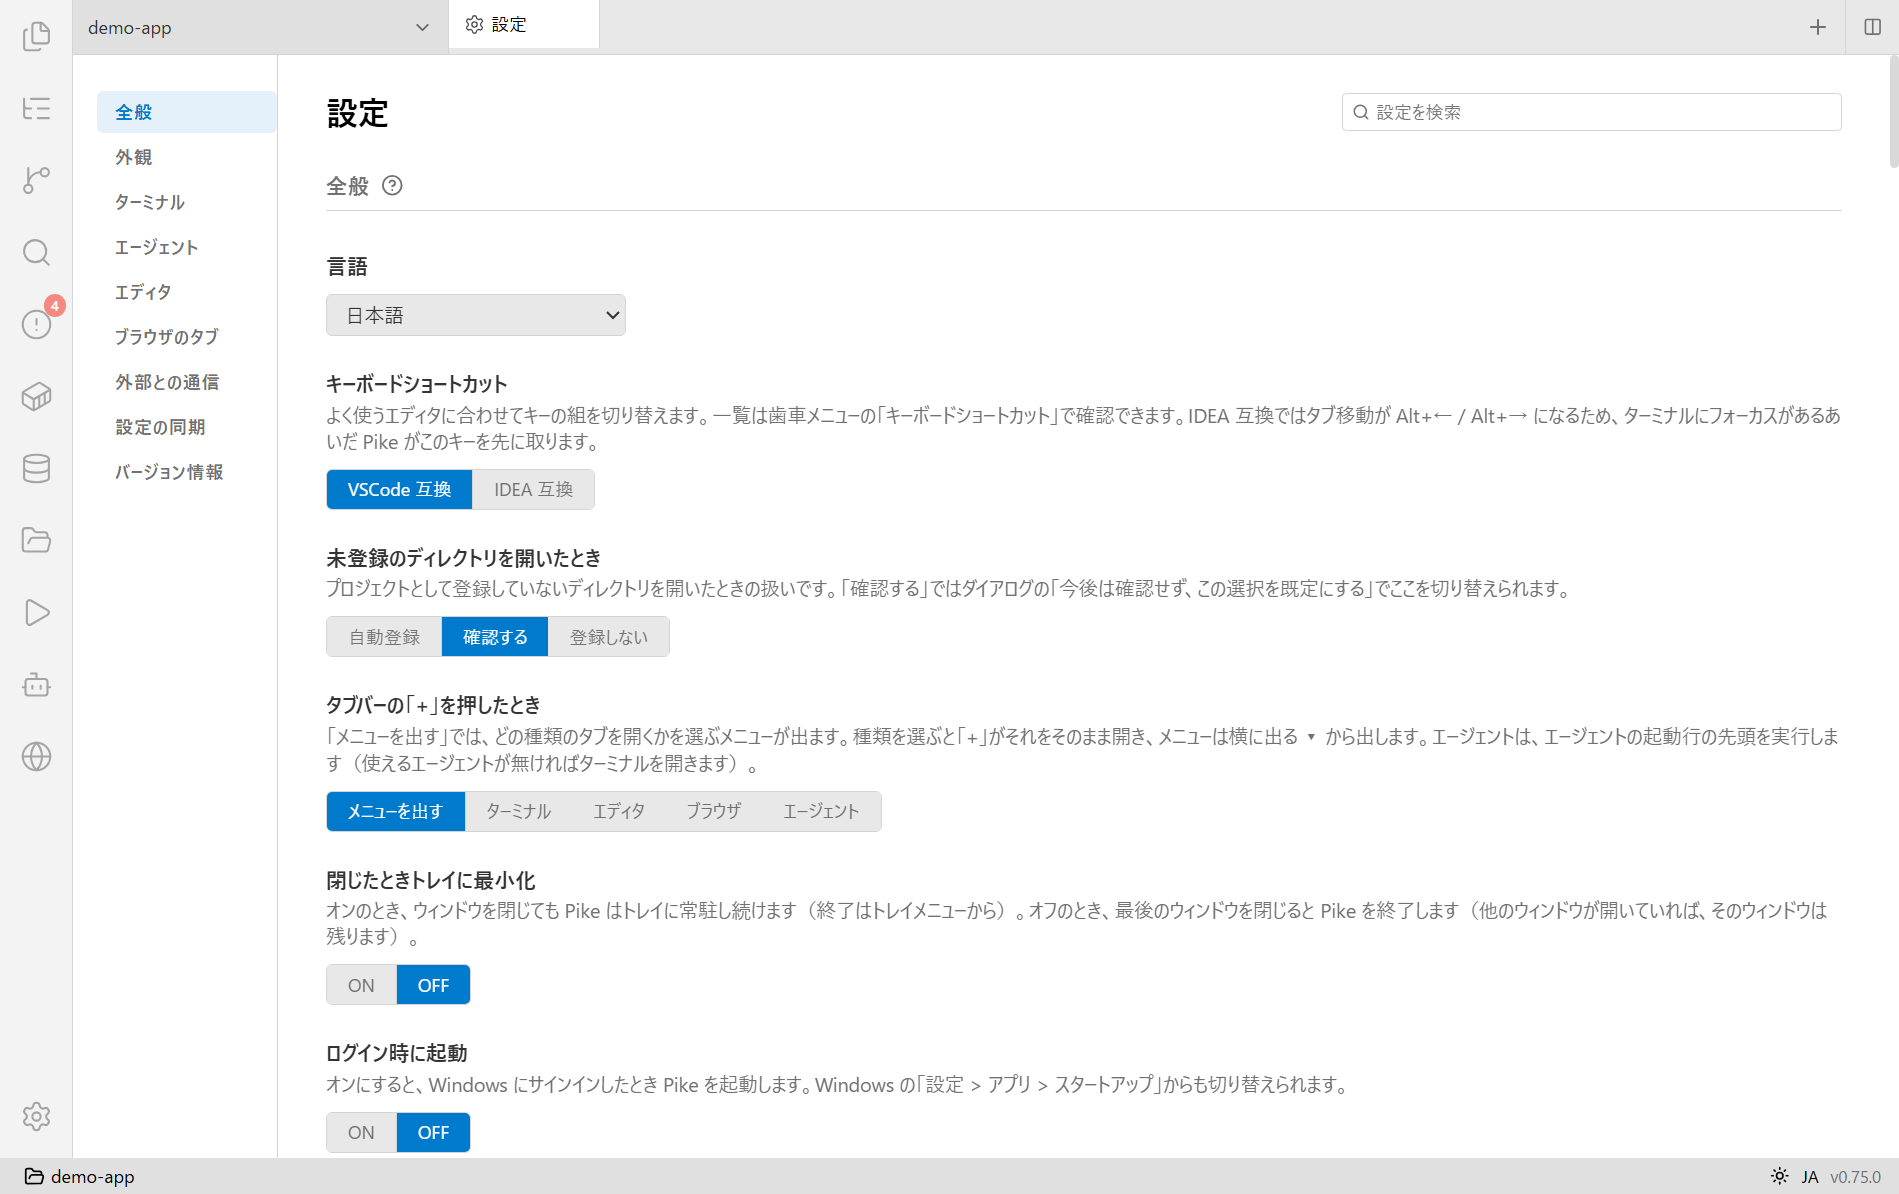 demo-app
設定
全般
外観
ターミナル
エージェント
エディタ
ブラウザのタブ
外部との通信
設定の同期
バージョン情報
設定
設定を検索
全般
言語
日本語
キーボードショートカット
よく使うエディタに合わせてキーの組を切り替えます。一覧は歯車メニューの「キーボードショートカット」で確認できます。IDEA 互換ではタブ移動が Alt+← / Alt+→ になるため、ターミナルにフォーカスがあるあ
いだ Pike がこのキーを先に取ります。
VSCode 互換 IDEA 互換
未登録のディレクトリを開いたとき
プロジェクトとして登録していないディレクトリを開いたときの扱いです。「確認する」ではダイアログの「今後は確認せず、この選択を既定にする」でここを切り替えられます。
自動登録 確認する 登録しない
タブバーの「+」を押したとき
「メニューを出す」では、どの種類のタブを開くかを選ぶメニューが出ます。種類を選ぶと「+」がそれをそのまま開き、メニューは横に出る ▾ から出します。エージェントは、エージェントの起動行の先頭を実行しま
す（使えるエージェントが無ければターミナルを開きます）。
メニューを出す ターミナル エディタ ブラウザ エージェント
閉じたときトレイに最小化
オンのとき、ウィンドウを閉じても Pike はトレイに常駐し続けます（終了はトレイメニューから）。オフのとき、最後のウィンドウを閉じると Pike を終了します（他のウィンドウが開いていれば、そのウィンドウは
残ります）。
ON OFF
ログイン時に起動
オンにすると、Windows にサインインしたとき Pike を起動します。Windows の「設定 > アプリ > スタートアップ」からも切り替えられます。
ON OFF
4
demo-app
JA v0.75.0